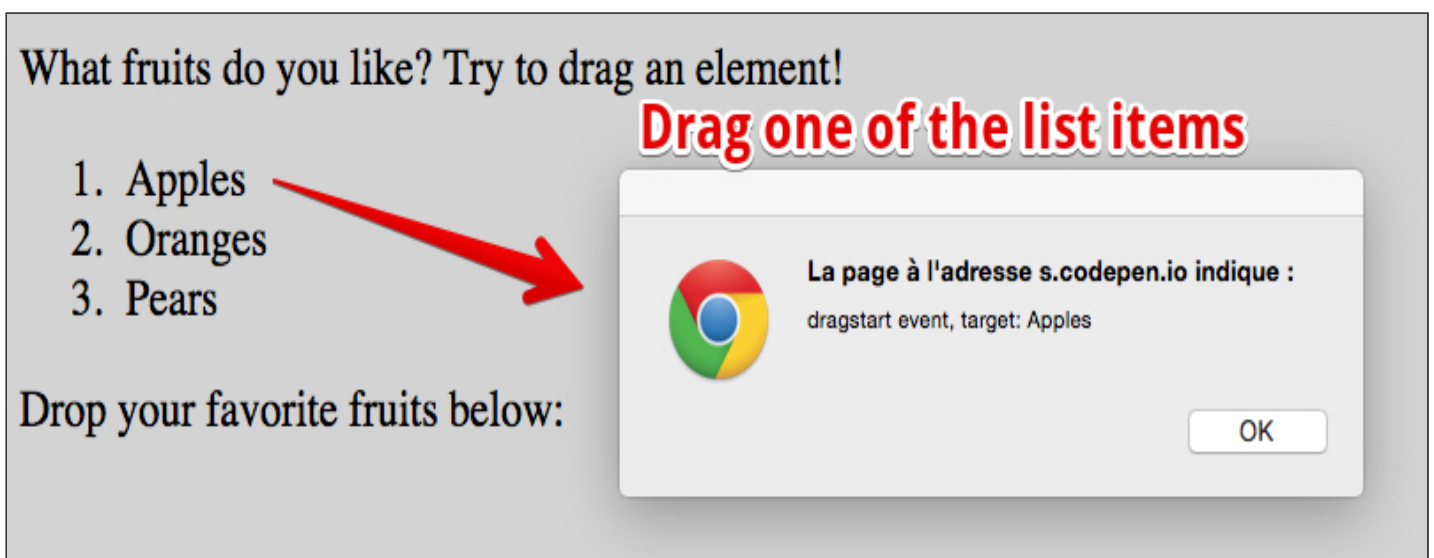 What fruits do you like? Try to drag an element!
Drag one of the list items
1. Apples
2. Oranges
3. Pears
La page à l'adresse s.codepen.io indique :
dragstart event, target: Apples
OK
Drop your favorite fruits below: